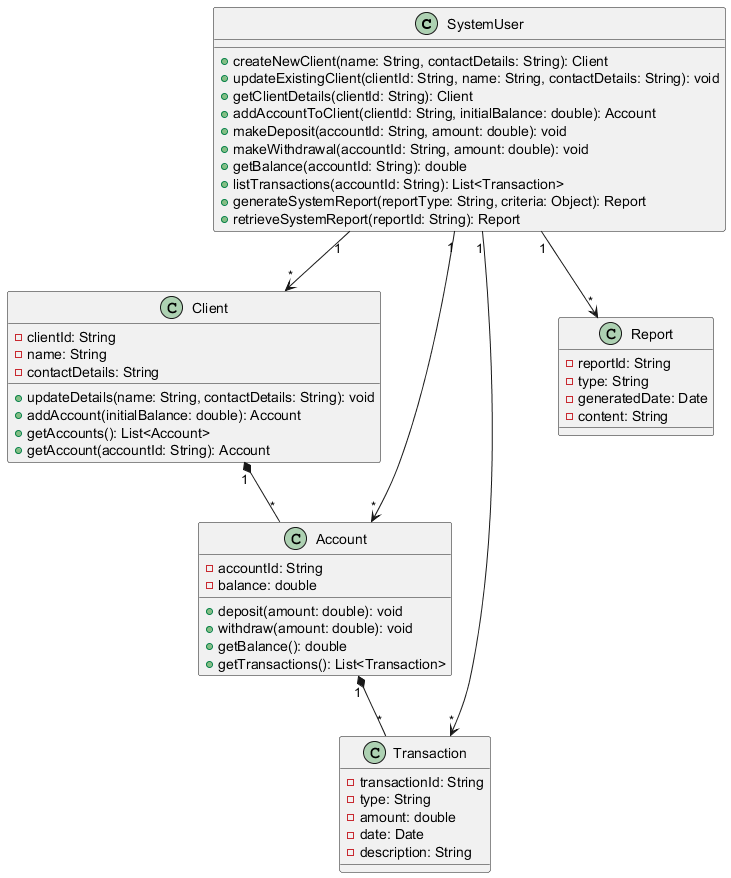 C SystemUser
createNewClient(name: String, contactDetails: String): Client
updateExistingClient(clientId: String, name: String, contactDetails: String): void
getClientDetails(clientId: String): Client
addAccountToClient(clientId: String, initialBalance: double): Account
makeDeposit(accountId: String, amount: double): void
makeWithdrawal(accountId: String, amount: double): void
getBalance(accountId: String): double
listTransactions(accountId: String): List<Transaction>
generateSystemReport(reportType: String, criteria: Object): Report
retrieveSystemReport(reportId: String): Report
1 1 1 1
* *
C Client
clientId: String
name: String
contactDetails: String
updateDetails(name: String, contactDetails: String): void
addAccount(initialBalance: double): Account
getAccounts(): List<Account>
getAccount(accountId: String): Account
C Report
reportId: String
type: String
generatedDate: Date
content: String
1
* *
C Account
accountId: String
balance: double
deposit(amount: double): void
withdraw(amount: double): void
getBalance(): double
getTransactions(): List<Transaction>
1
* *
C Transaction
transactionId: String
type: String
amount: double
date: Date
description: String